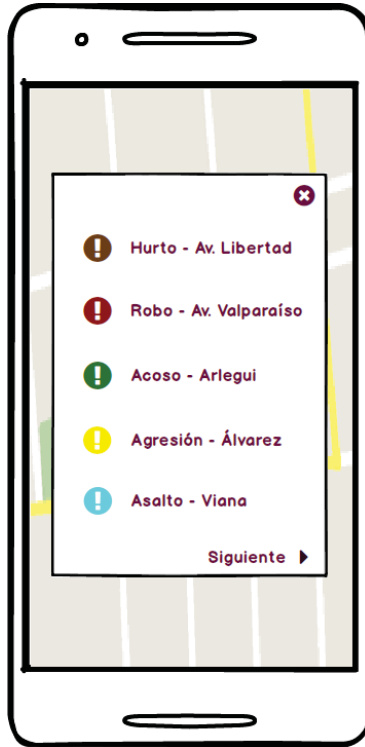 Hurto - Av. Libertad
Robo - Av. Valparaíso
Acoso - Arlegui
Agresión - Álvarez
Asalto - Viana
Siguiente